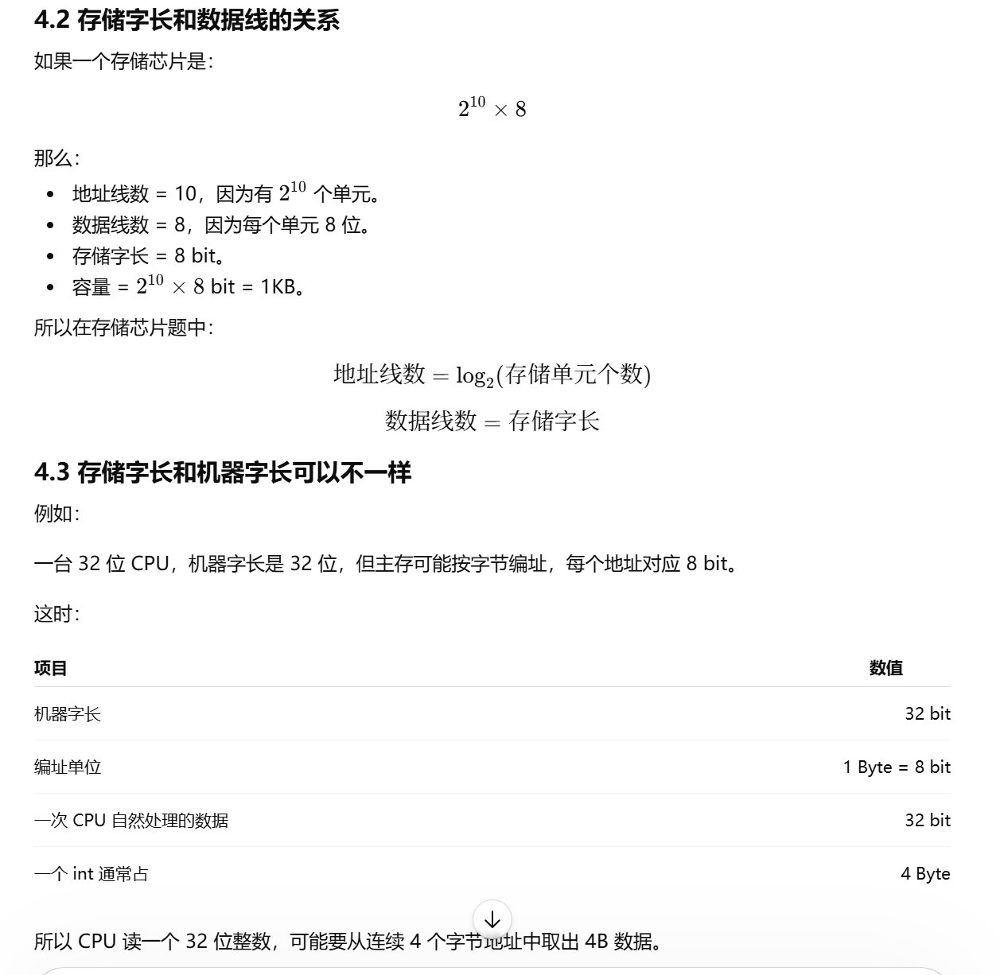 4.2 存储字长和数据线的关系
如果一个存储芯片是：
2^10 × 8
那么：
• 地址线数 = 10，因为有 2^10 个单元。
• 数据线数 = 8，因为每个单元 8 位。
• 存储字长 = 8 bit。
• 容量 = 2^10 × 8 bit = 1KB。
所以在存储芯片题中：
地址线数 = log₂(存储单元个数)
数据线数 = 存储字长
4.3 存储字长和机器字长可以不一样
例如：
一台 32 位 CPU，机器字长是 32 位，但主存可能按字节编址，每个地址对应 8 bit。
这时：
项目 数值
机器字长 32 bit
编址单位 1 Byte = 8 bit
一次 CPU 自然处理的数据 32 bit
一个 int 通常占 4 Byte
所以 CPU 读一个 32 位整数，可能要从连续 4 个字节地址中取出 4B 数据。